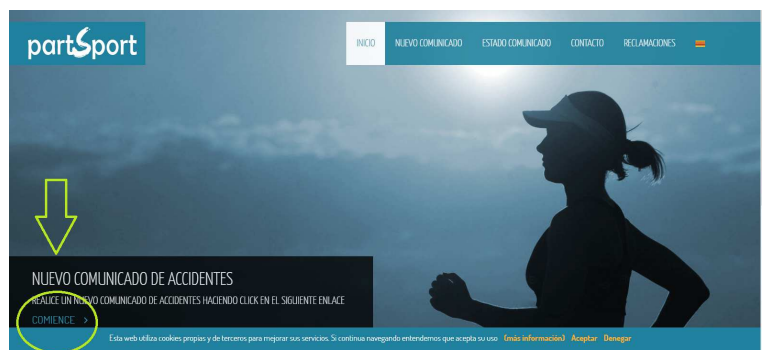 partSport
INICIO NUEVO COMUNICADO ESTADO COMUNICADO CONTACTO RECLAMACIONES
NUEVO COMUNICADO DE ACCIDENTES
REALICE UN NUEVO COMUNICADO DE ACCIDENTES HACIENDO CLICK EN EL SIGUIENTE ENLACE
COMIENCE >
Esta web utiliza cookies propias y de terceros para mejorar sus servicios. Si continua navegando entendemos que acepta su uso (más información) Aceptar Denegar